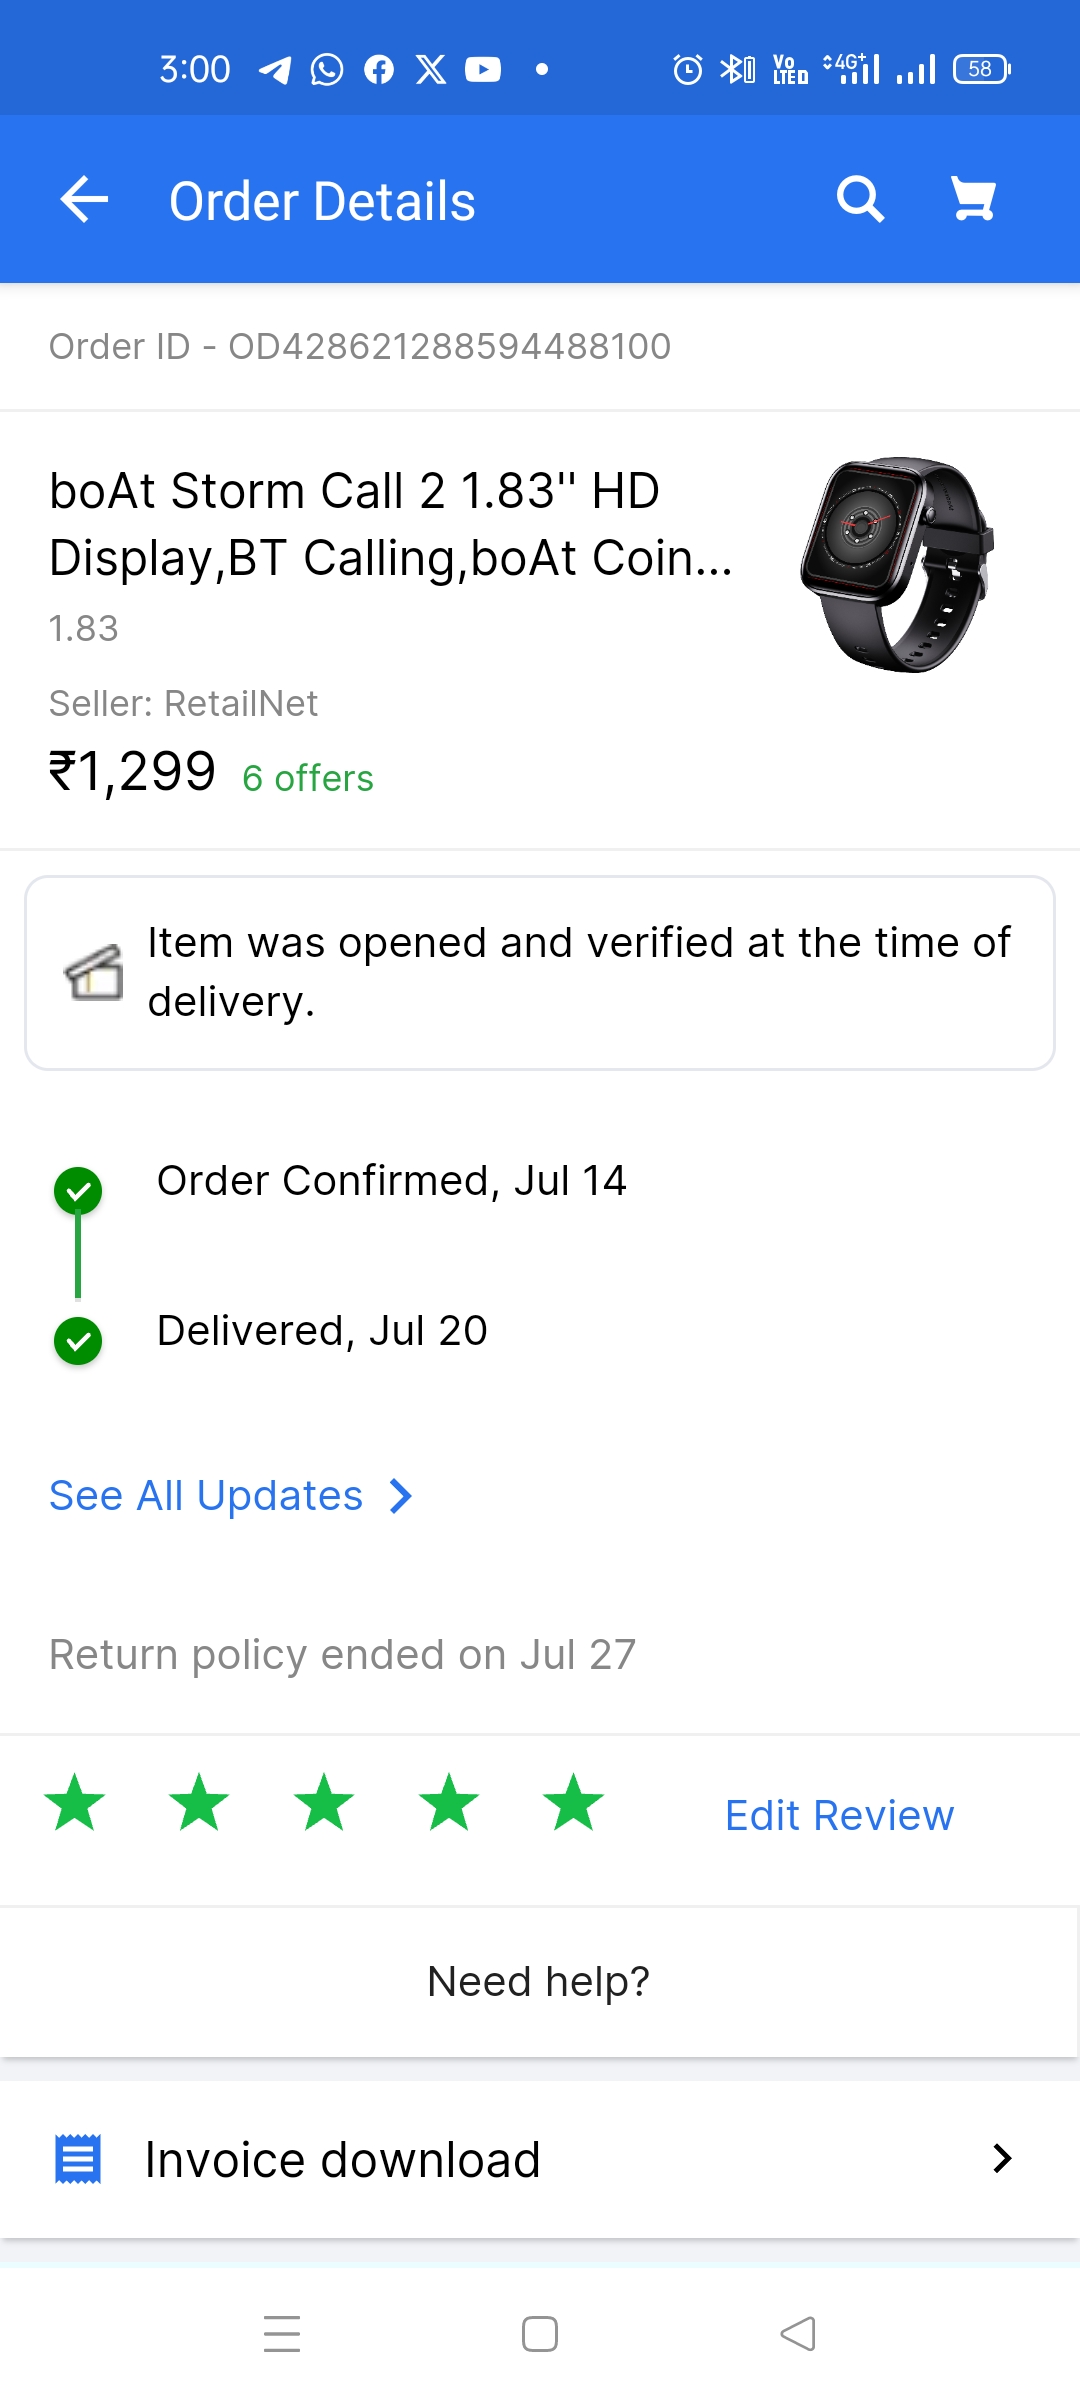 3:00
Vo LTE 4G+ 58
Order Details
Order ID - OD428621288594488100
boAt Storm Call 2 1.83" HD
Display,BT Calling,boAt Coin...
1.83
Seller: RetailNet
₹1,299 6 offers
Item was opened and verified at the time of
delivery.
Order Confirmed, Jul 14
Delivered, Jul 20
See All Updates
Return policy ended on Jul 27
Edit Review
Need help?
Invoice download